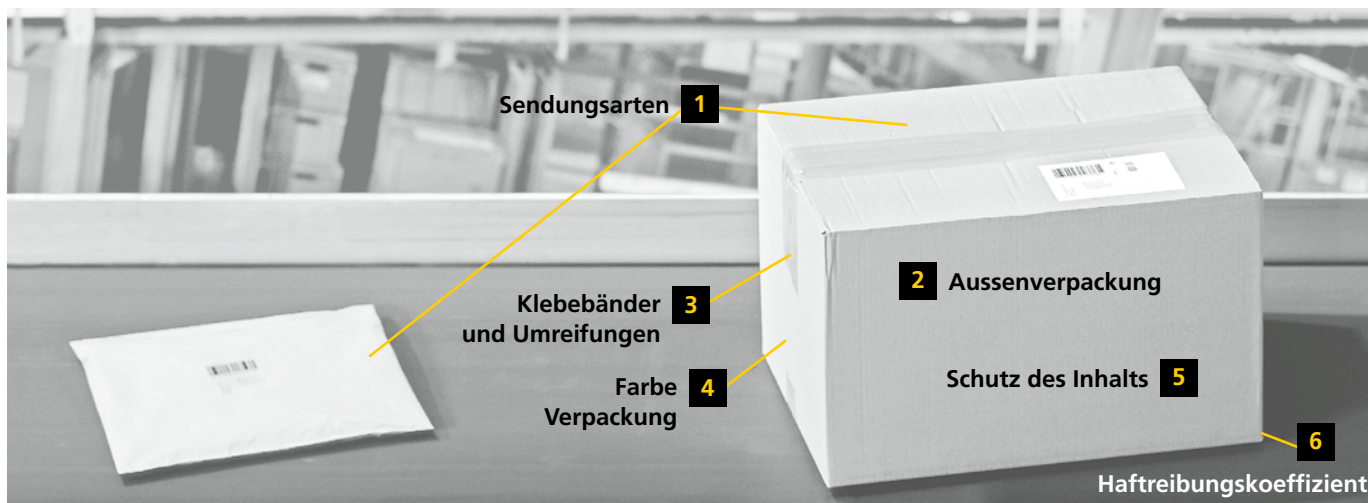 Sendungsarten 1
2 Aussenverpackung
Klebebänder 3
und Umreifungen
Schutz des Inhalts 5
Farbe 4
Verpackung
6
Haftreibungskoeffizient